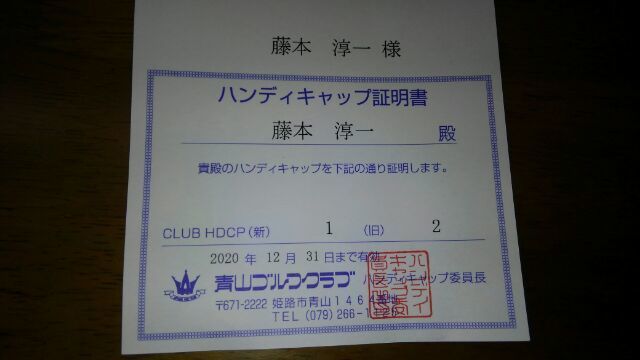 藤本 淳一 様
ハンディキャップ証明書
藤本 淳一 殿
貴殿のハンディキャップを下記の通り証明します。
CLUB HDCP(新) 1 (旧) 2
2020 年 12 月 31 日まで有効
青山ゴルフクラブ ハンディキャップ委員長
〒671-2222 姫路市青山1464番地
TEL (079) 266-1